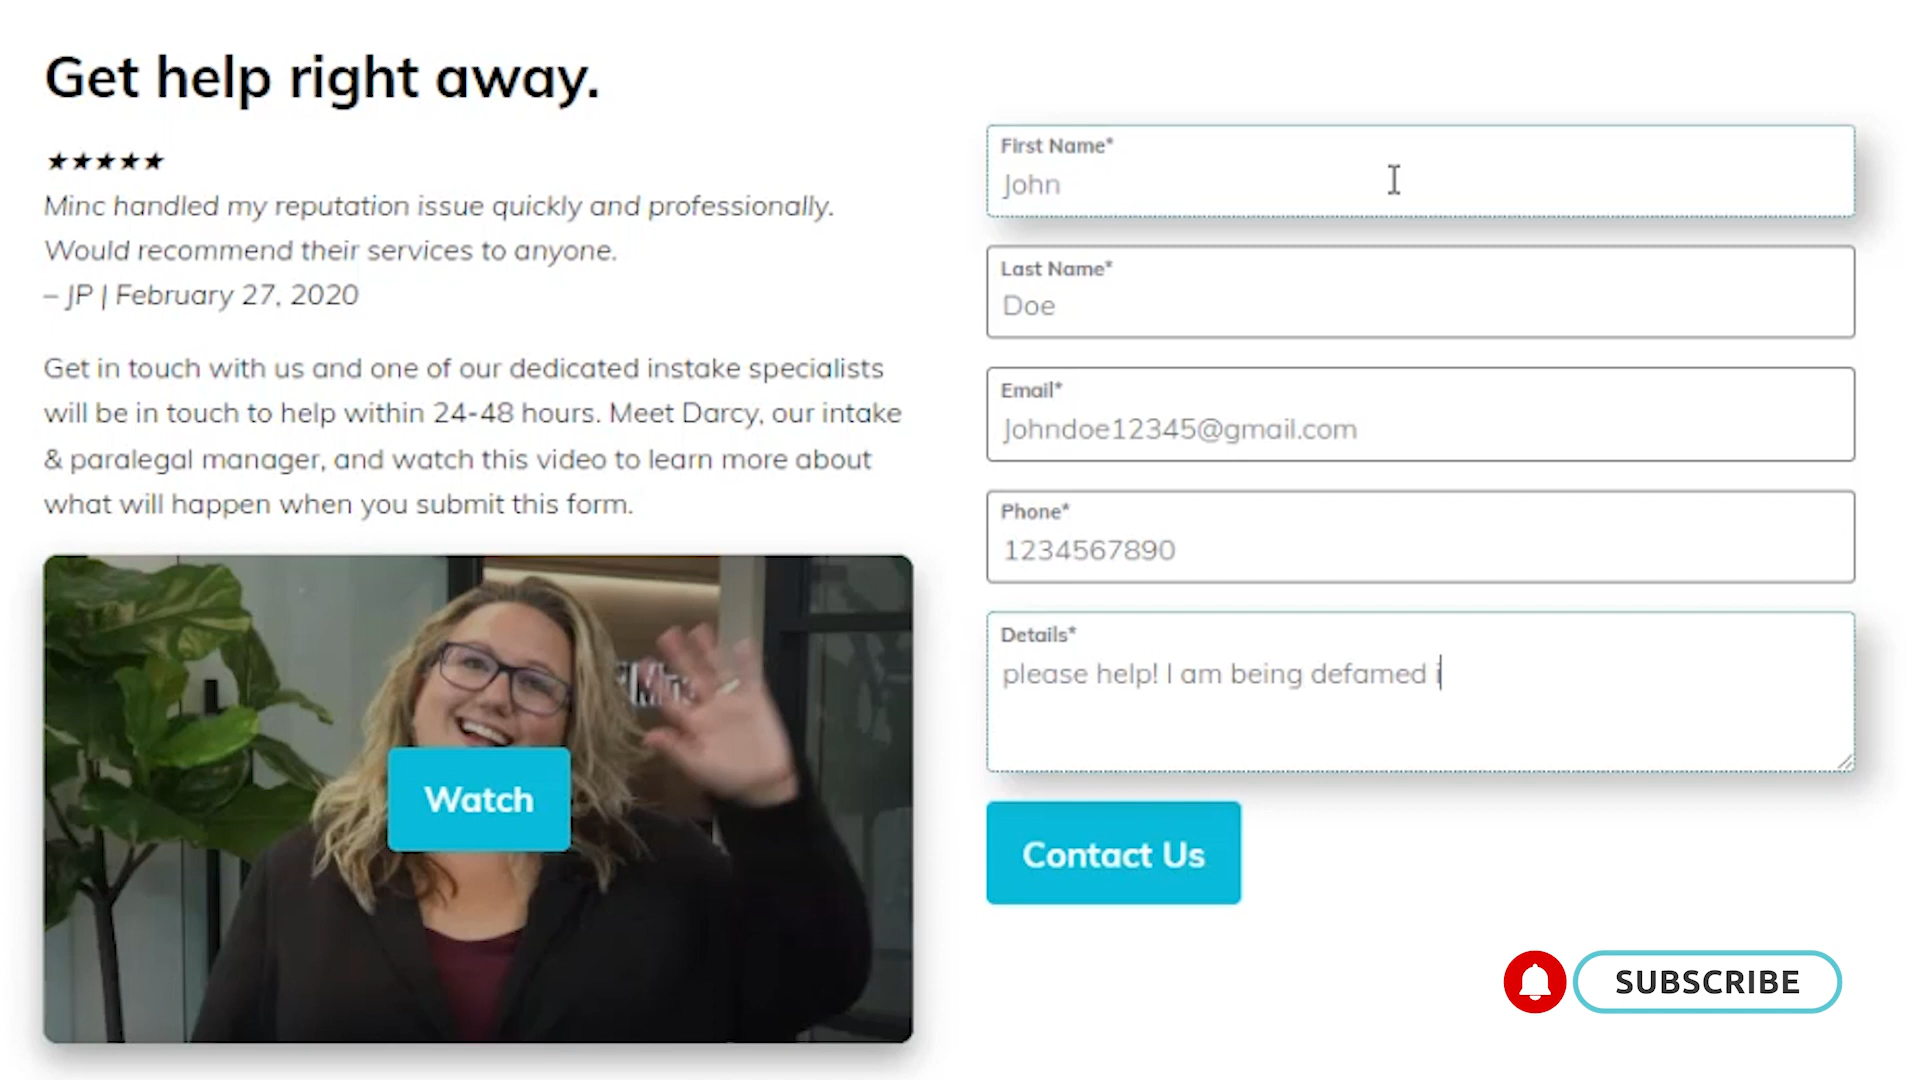 Get help right away.
★★★★★
Minc handled my reputation issue quickly and professionally.
Would recommend their services to anyone.
– JP | February 27, 2020
Get in touch with us and one of our dedicated instake specialists
will be in touch to help within 24-48 hours. Meet Darcy, our intake
& paralegal manager, and watch this video to learn more about
what will happen when you submit this form.
Watch
First Name*
John
Last Name*
Doe
Email*
Johndoe12345@gmail.com
Phone*
1234567890
Details*
please help! I am being defamed i
Contact Us
SUBSCRIBE